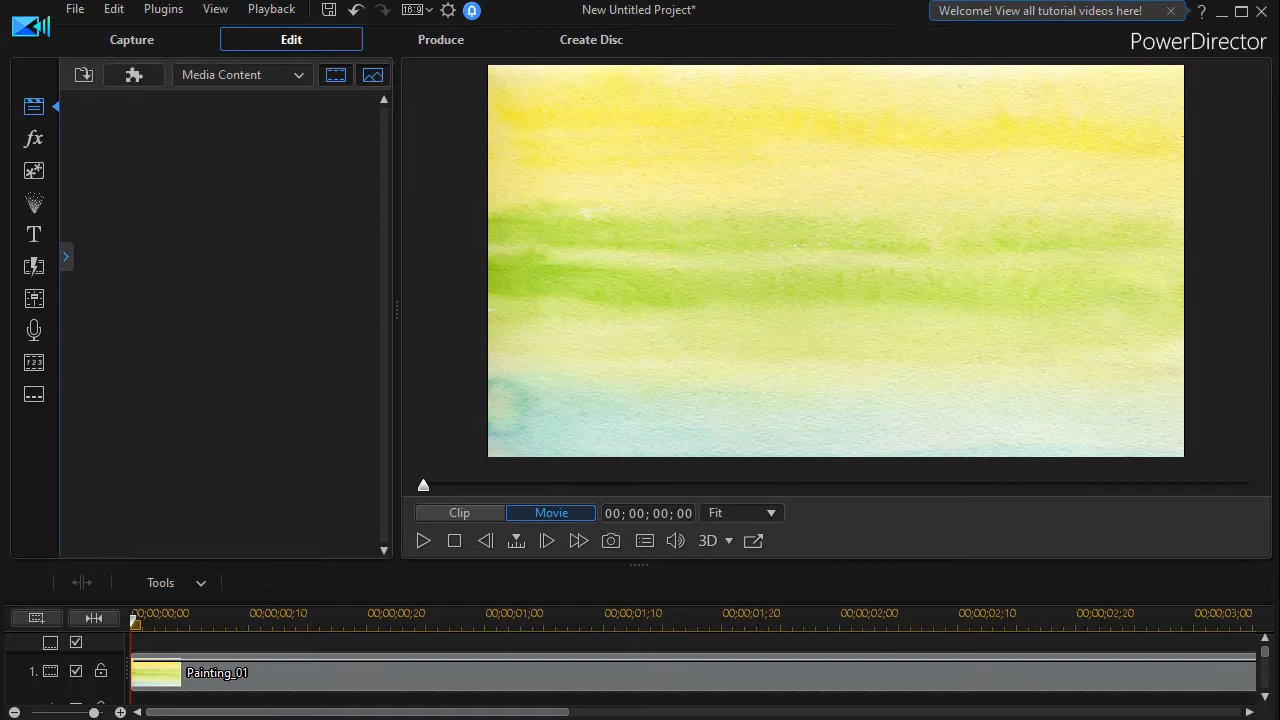 File Edit Plugins View Playback 16:9 New Untitled Project* Welcome! View all tutorial videos here! ?
Capture Edit Produce Create Disc PowerDirector
Media Content
fx
T
123
Clip Movie 00; 00; 00; 00 Fit
3D
Tools
00;00;00;00 00;00;00;10 00;00;00;20 00;00;01;00 00;00;01;10 00;00;01;20 00;00;02;00 00;00;02;10 00;00;02;20 00;00;03;00
1. Painting_01